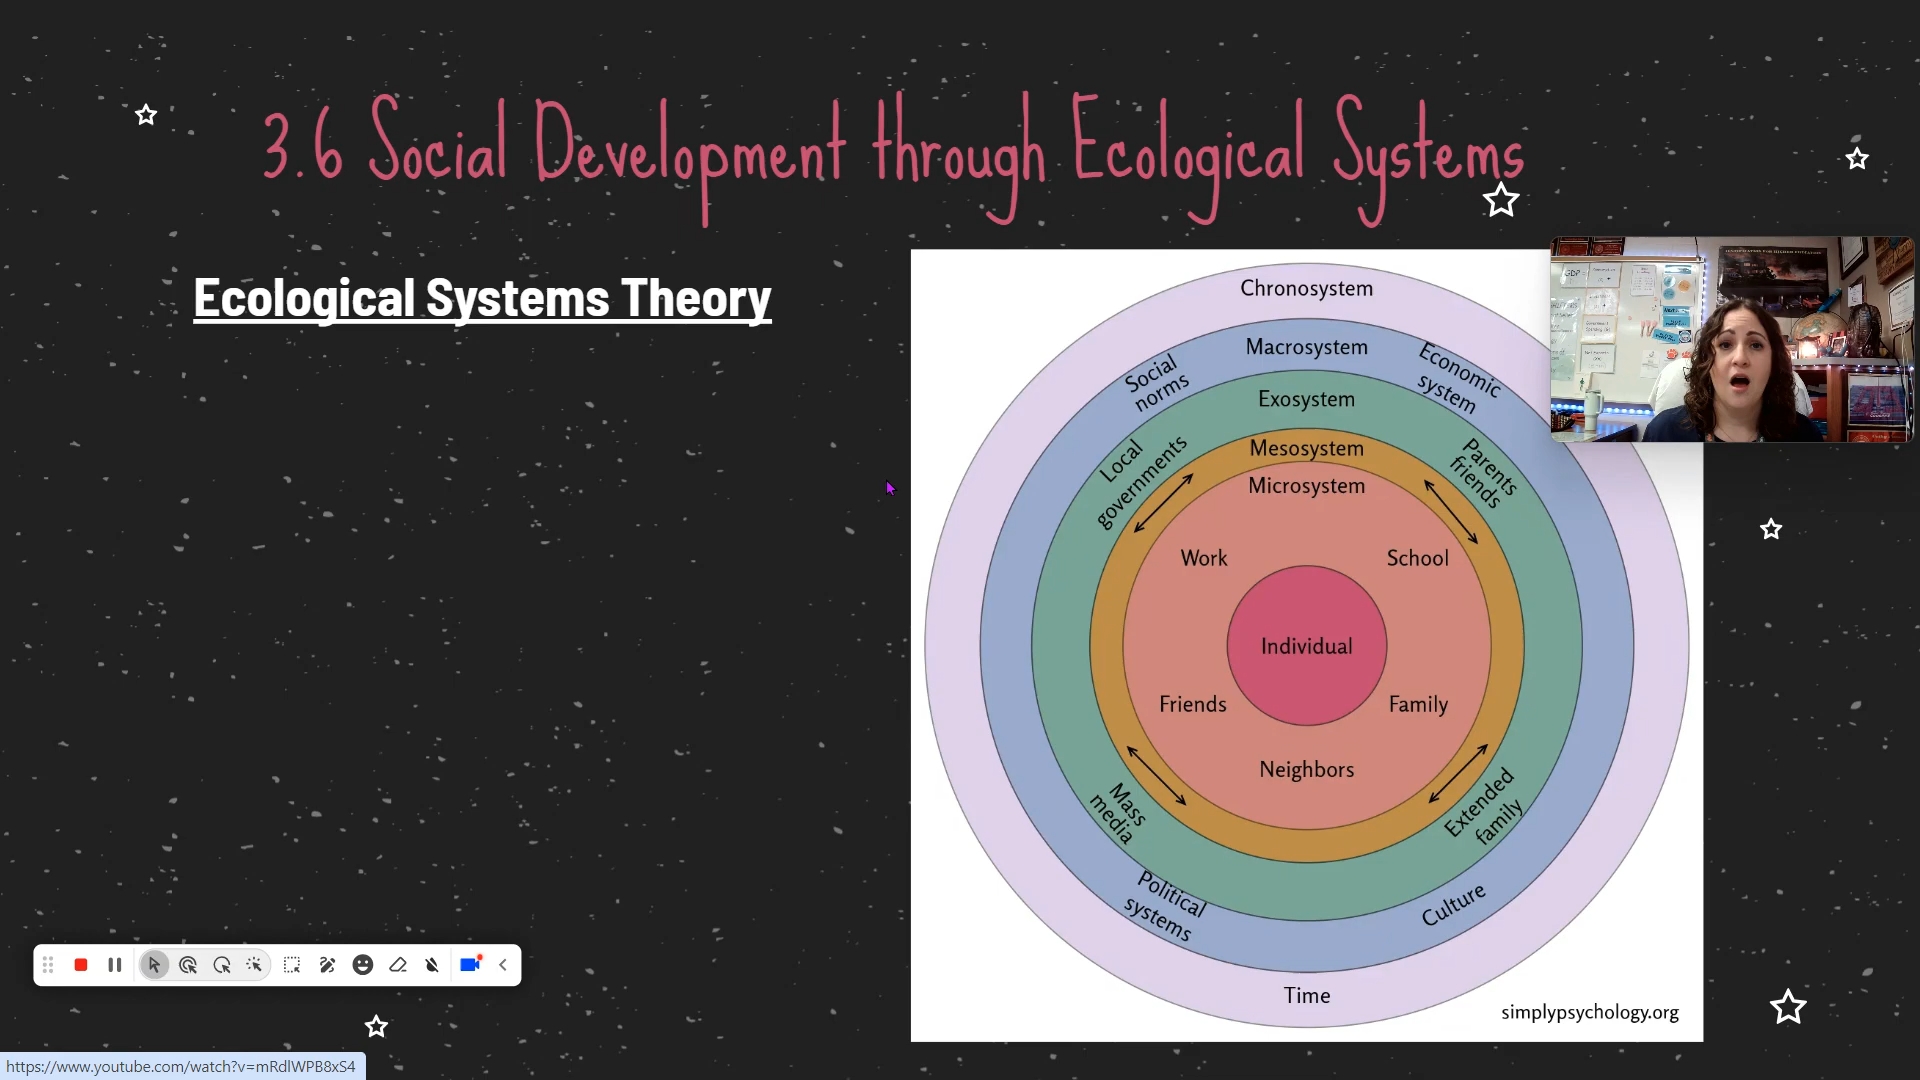 3.6 Social Development through Ecological Systems
Ecological Systems Theory
Chronosystem
Macrosystem
Social
norms
Economic
system
Exosystem
Local
governments
Parents
friends
Mesosystem
Microsystem
Work
School
Individual
Friends
Family
Neighbors
Mass
media
Extended
family
Political
systems
Culture
Time
simplypsychology.org
GDP
https://www.youtube.com/watch?v=mRdlWPB8xS4